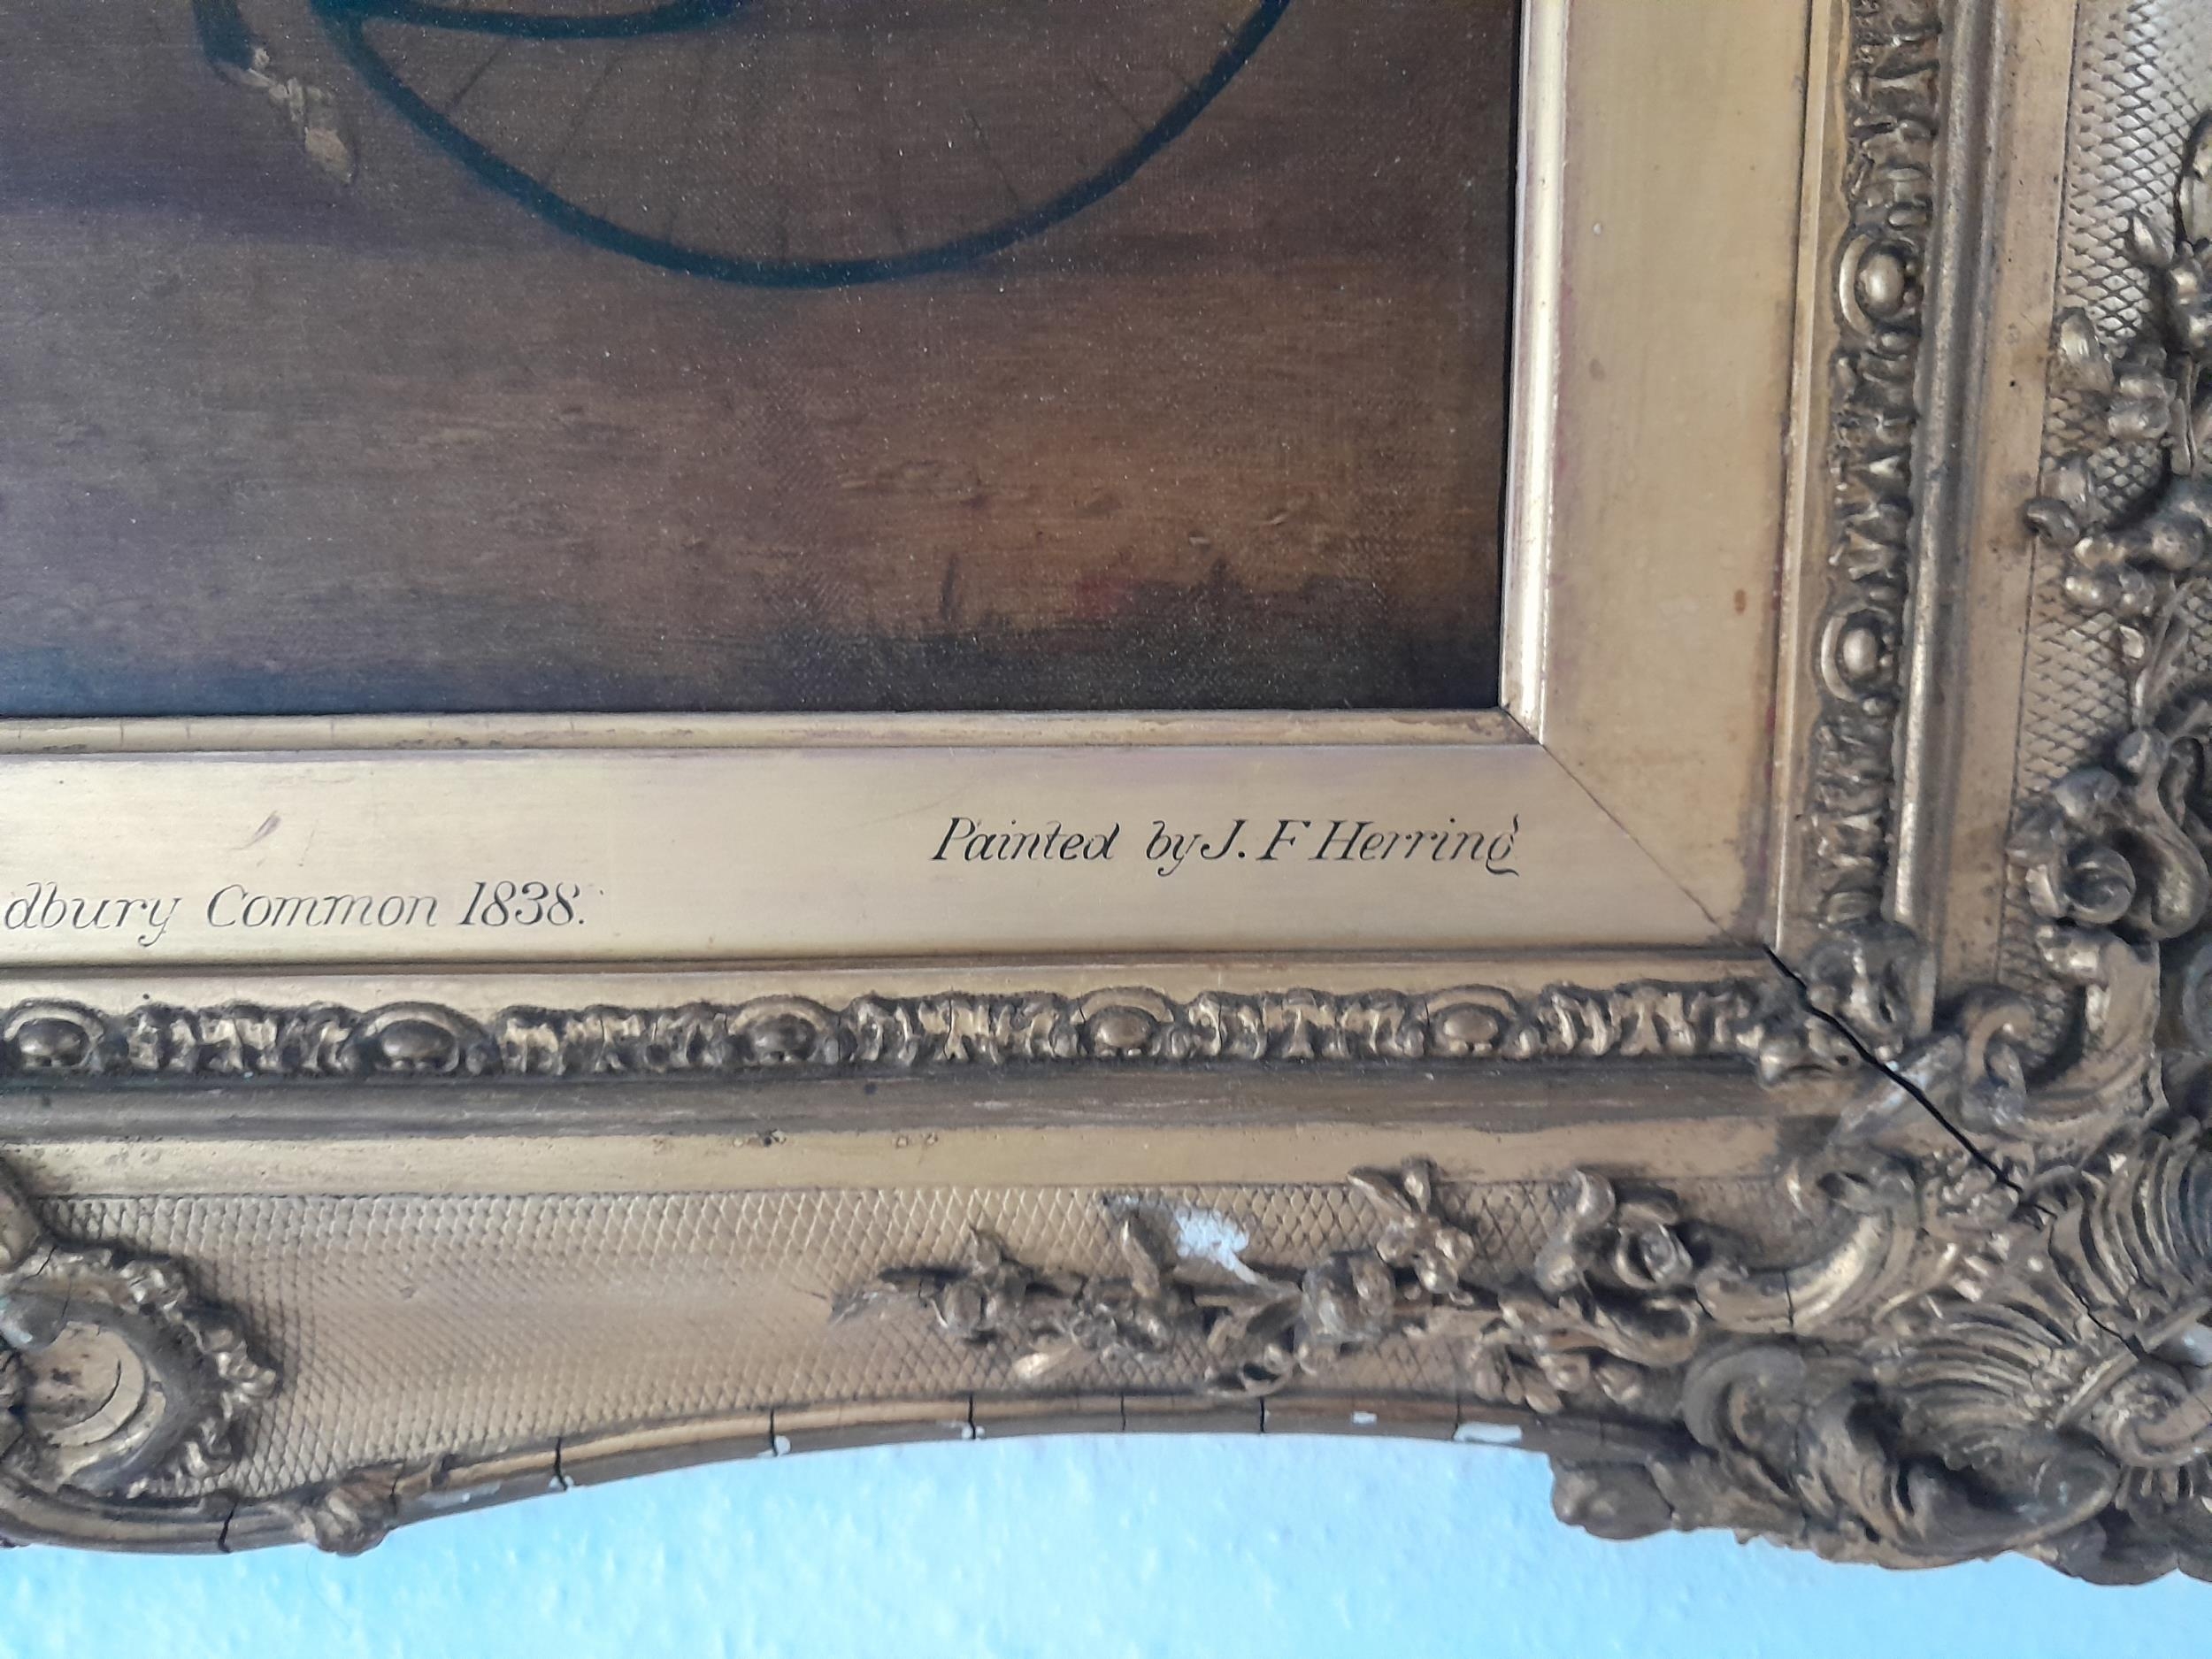 Painted by J. F Herring
dbury Common 1838.